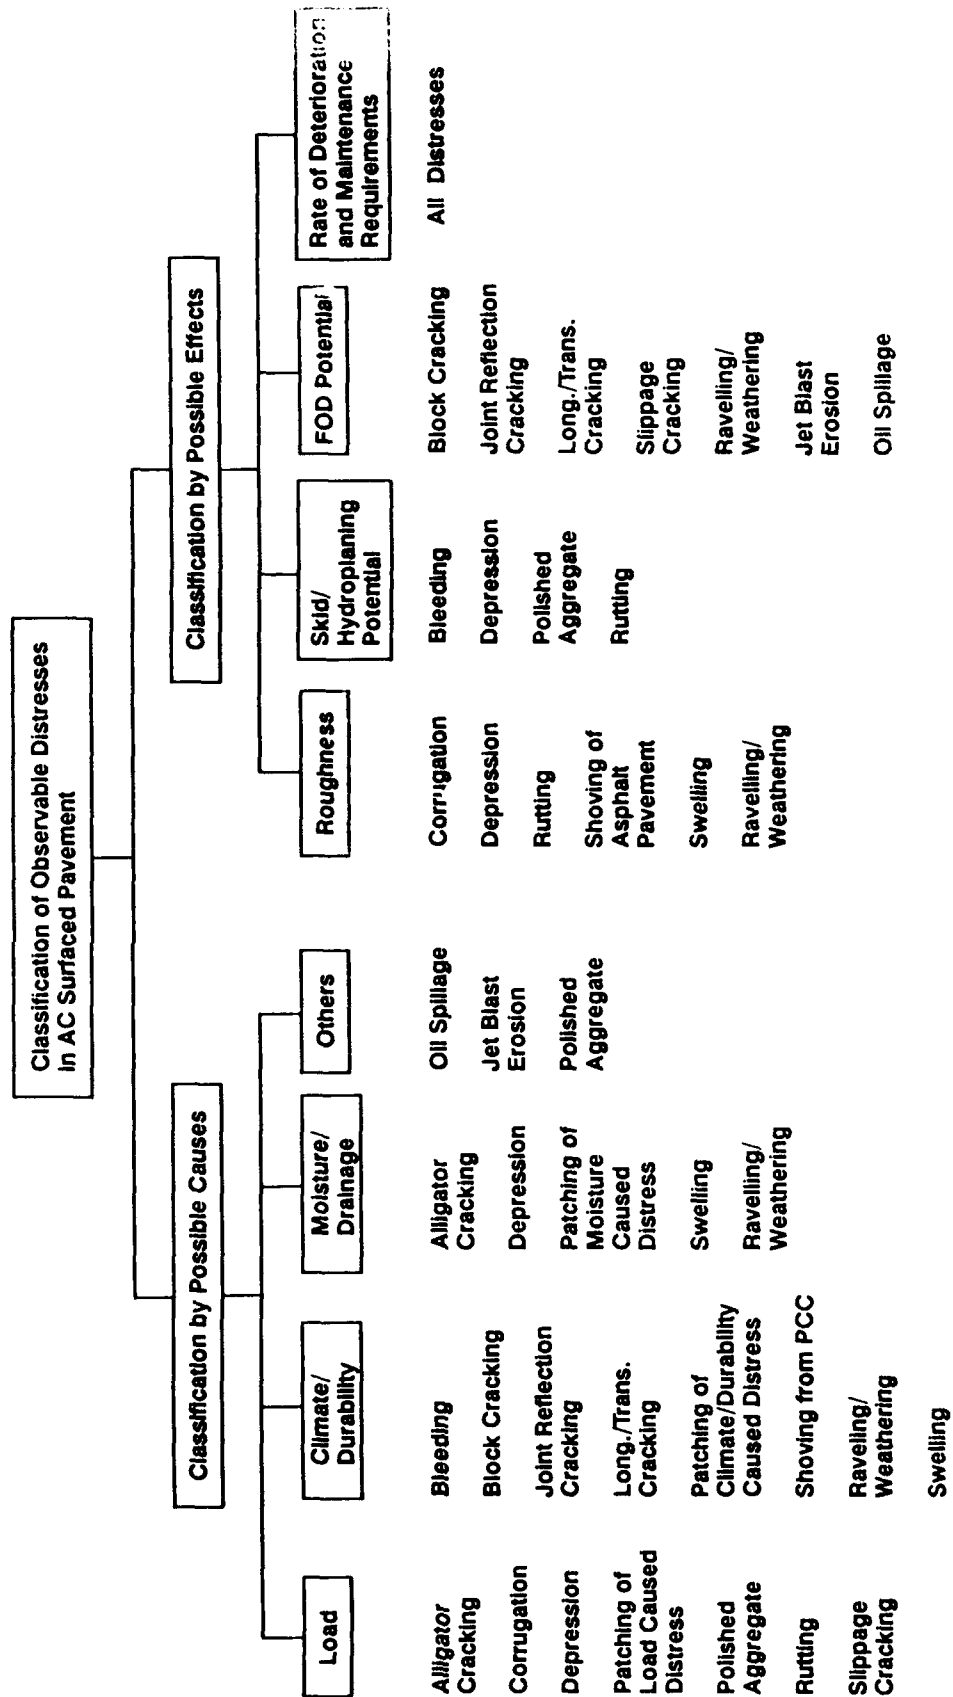 Classification of Observable Distresses
in AC Surfaced Pavement
Classification by Possible Causes
Classification by Possible Effects
Load
Climate/
Durability
Moisture/
Drainage
Others
Roughness
Skid/
Hydroplaning
Potential
FOD Potential
Rate of Deterioration
and Maintenance
Requirements
Alligator
Cracking
Corrugation
Depression
Patching of
Load Caused
Distress
Polished
Aggregate
Rutting
Slippage
Cracking
Bleeding
Block Cracking
Joint Reflection
Cracking
Long./Trans.
Cracking
Patching of
Climate/Durability
Caused Distress
Shoving from PCC
Raveling/
Weathering
Swelling
Alligator
Cracking
Depression
Patching of
Moisture
Caused
Distress
Swelling
Ravelling/
Weathering
Oil Spillage
Jet Blast
Erosion
Polished
Aggregate
Corrugation
Depression
Rutting
Shoving of
Asphalt
Pavement
Swelling
Ravelling/
Weathering
Bleeding
Depression
Polished
Aggregate
Rutting
Block Cracking
Joint Reflection
Cracking
Long./Trans.
Cracking
Slippage
Cracking
Ravelling/
Weathering
Jet Blast
Erosion
Oil Spillage
All Distresses